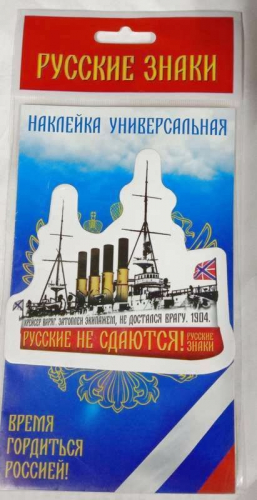 РУССКИЕ ЗНАКИ
НАКЛЕЙКА УНИВЕРСАЛЬНАЯ
КРЕЙСЕР ВАРЯГ. ЗАТОПЛЕН ЭКИПАЖЕМ, НЕ ДОСТАЛСЯ ВРАГУ. 1904.
РУССКИЕ НЕ СДАЮТСЯ! РУССКИЕ ЗНАКИ
ВРЕМЯ
ГОРДИТЬСЯ
РОССИЕЙ!